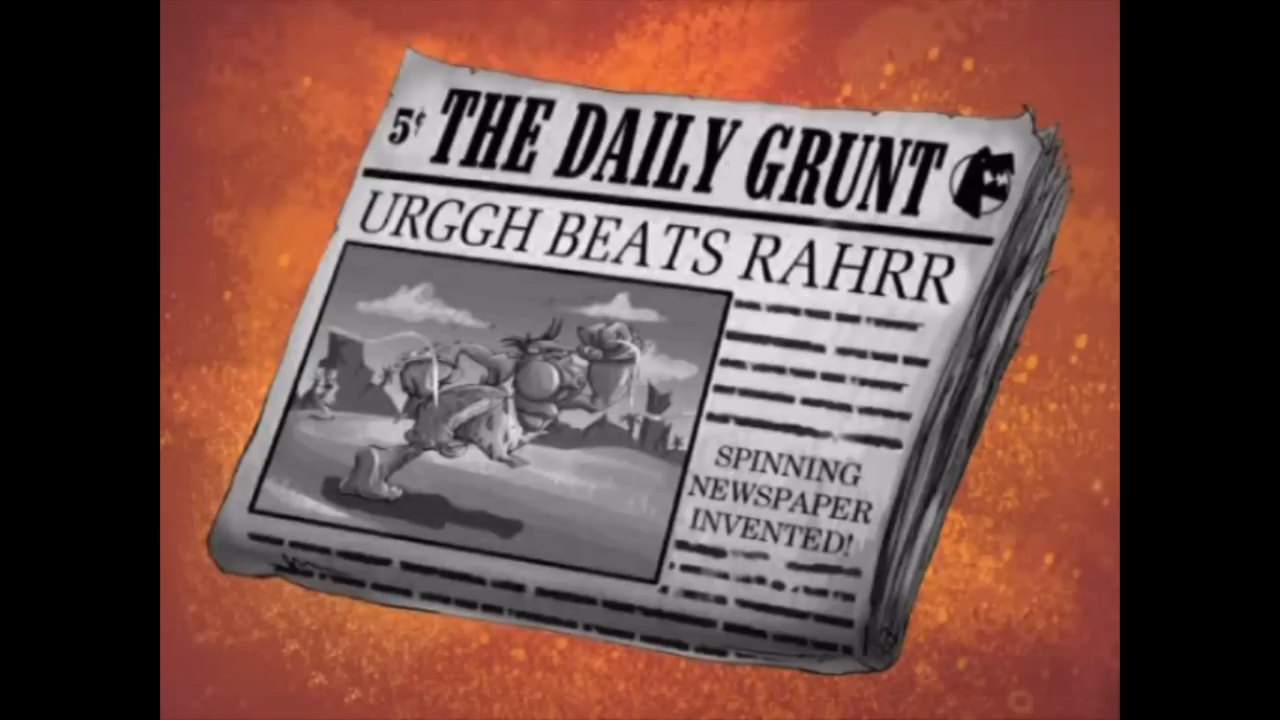 5¢ THE DAILY GRUNT
URGGH BEATS RAHRR
SPINNING
NEWSPAPER
INVENTED!